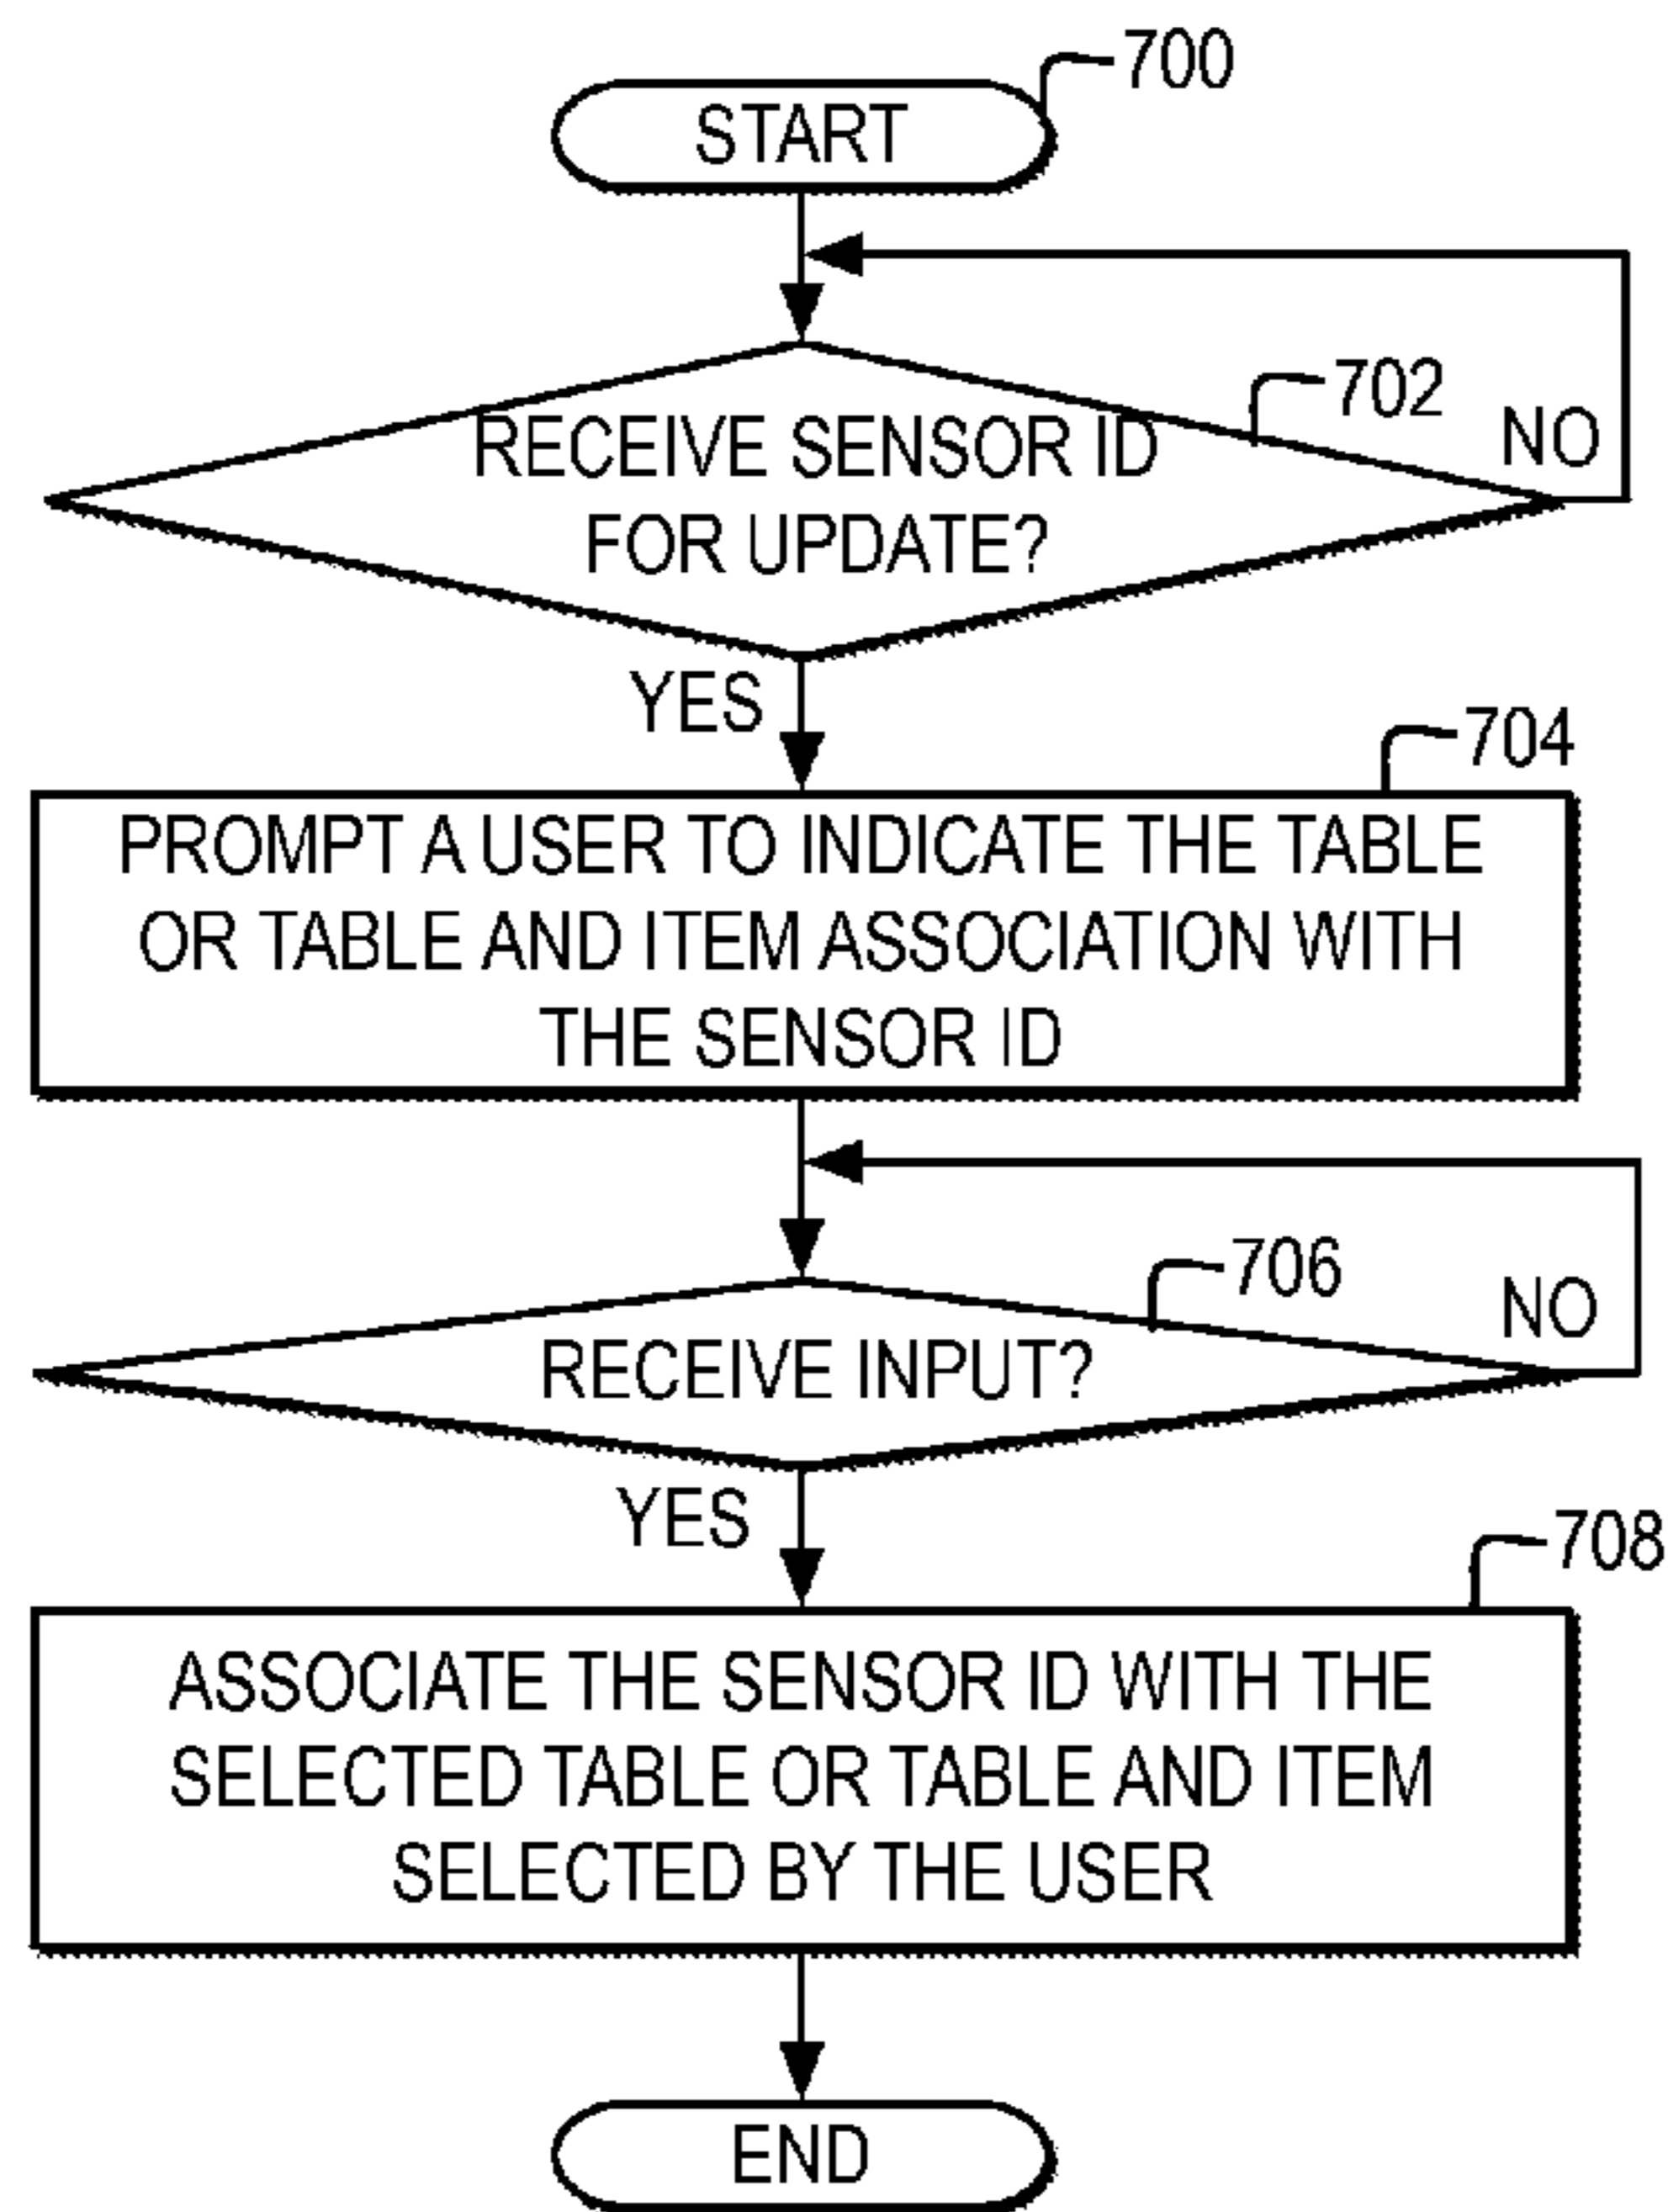 700
START
702
NO
RECEIVE SENSOR ID
FOR UPDATE?
YES
704
PROMPT A USER TO INDICATE THE TABLE
OR TABLE AND ITEM ASSOCIATION WITH
THE SENSOR ID
706
NO
RECEIVE INPUT?
YES
708
ASSOCIATE THE SENSOR ID WITH THE
SELECTED TABLE OR TABLE AND ITEM
SELECTED BY THE USER
END